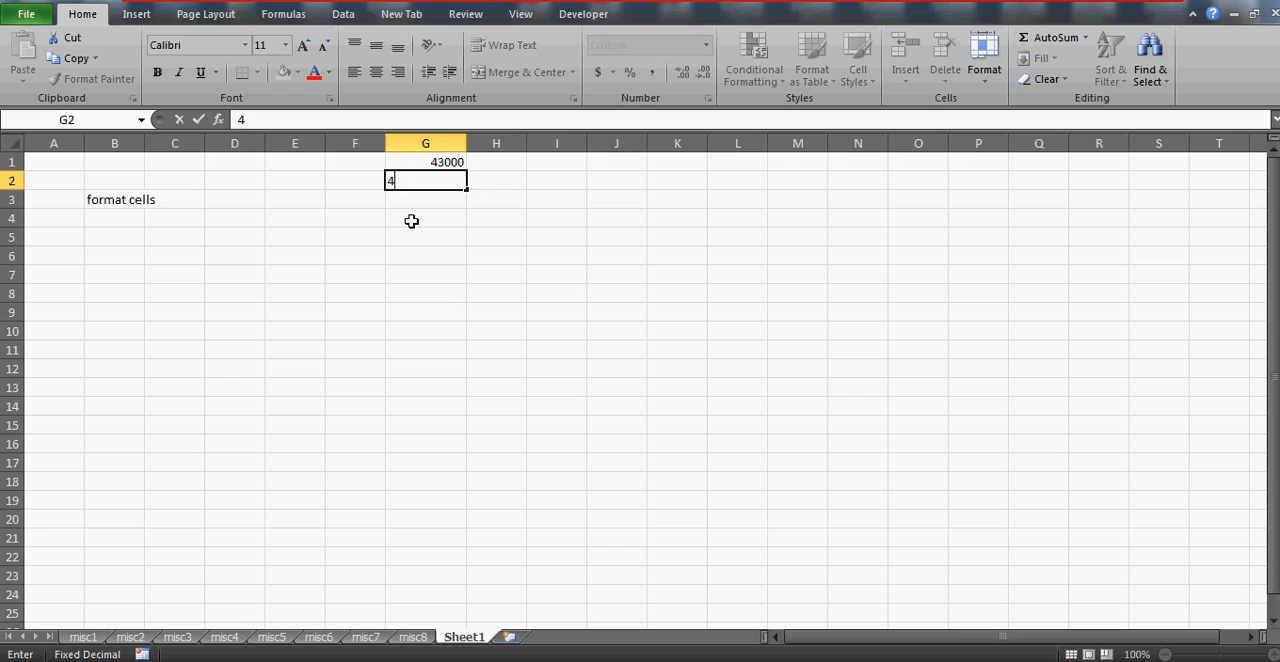 File Home Insert Page Layout Formulas Data New Tab Review View Developer
Paste Cut Copy Format Painter
Calibri 11 A A Wrap Text Custom
B I U A Merge & Center $ % ,
Conditional Formatting Format as Table Cell Styles
Insert Delete Format
Σ AutoSum Fill Clear
Sort & Filter Find & Select
Clipboard Font Alignment Number Styles Cells Editing
G2 fx 4
A B C D E F G H I J K L M N O P Q R S T
1 43000
2 4
3 format cells
4
5
6
7
8
9
10
11
12
13
14
15
16
17
18
19
20
21
22
23
24
25
misc1 misc2 misc3 misc4 misc5 misc6 misc7 misc8 Sheet1
Enter Fixed Decimal 100%